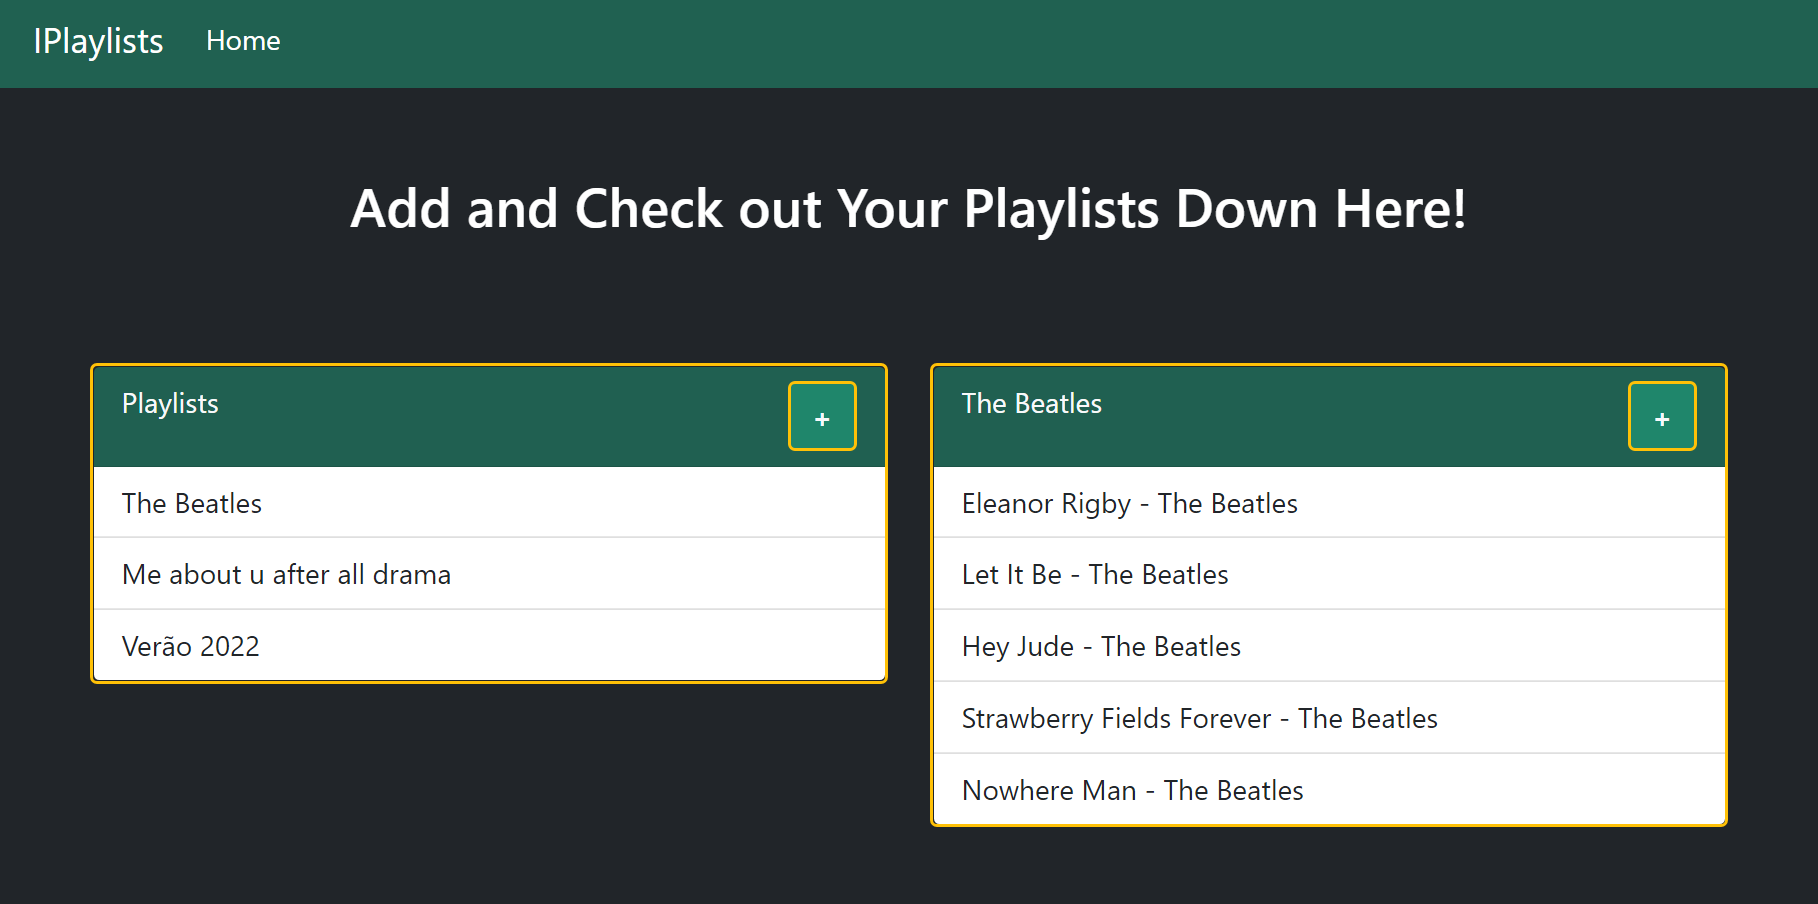 IPlaylists Home
Add and Check out Your Playlists Down Here!
Playlists +
The Beatles
Me about u after all drama
Verão 2022
The Beatles +
Eleanor Rigby - The Beatles
Let It Be - The Beatles
Hey Jude - The Beatles
Strawberry Fields Forever - The Beatles
Nowhere Man - The Beatles